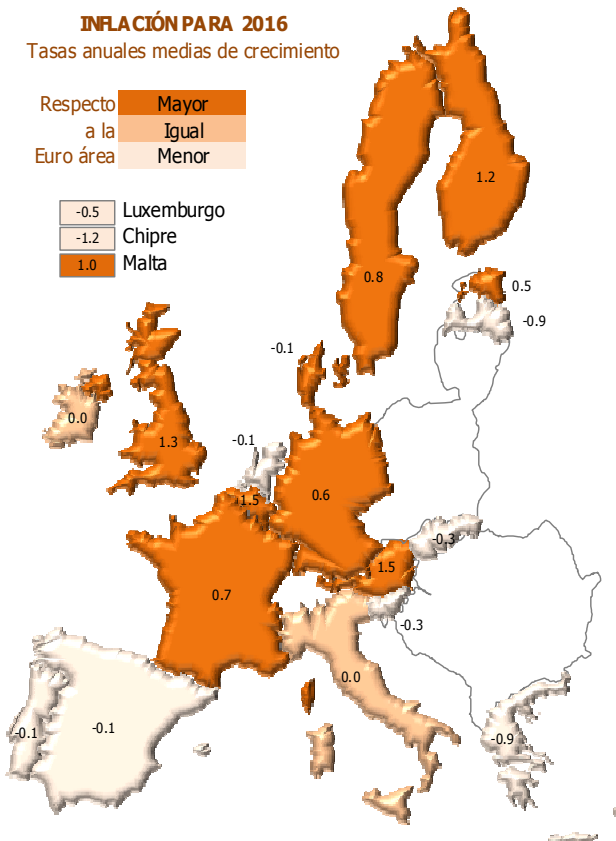 INFLACIÓN PARA 2016
Tasas anuales medias de crecimiento
Respecto
a la
Euro área
Mayor
Igual
Menor
-0.5 Luxemburgo
-1.2 Chipre
1.0 Malta
1.2
0.8
0.5
-0.9
-0.1
0.0
1.3
-0.1
1.5
0.6
-0.3
1.5
0.7
-0.3
0.0
-0.1
-0.1
-0.9